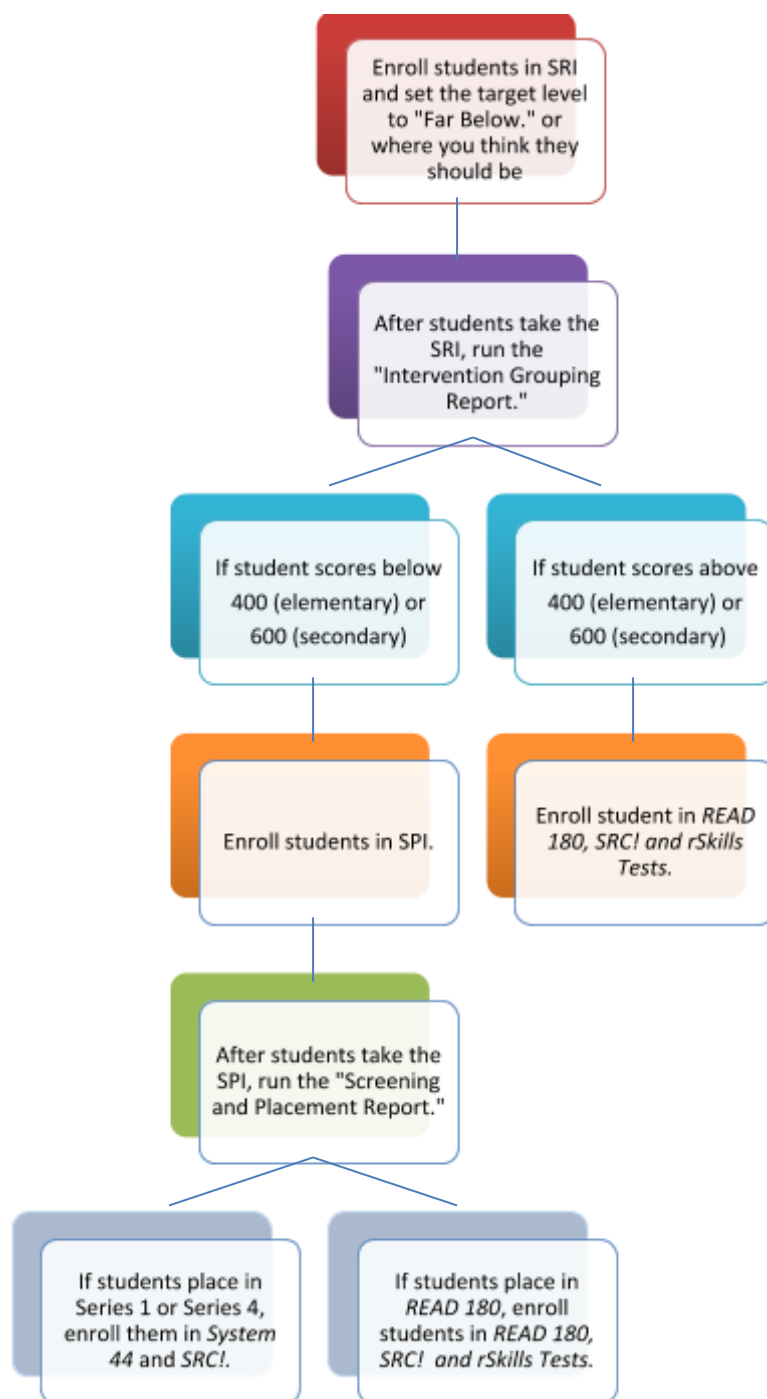 Enroll students in SRI
and set the target level
to "Far Below." or
where you think they
should be
After students take the
SRI, run the
"Intervention Grouping
Report."
If student scores below
400 (elementary) or
600 (secondary)
If student scores above
400 (elementary) or
600 (secondary)
Enroll students in SPI.
Enroll student in READ
180, SRC! and rSkills
Tests.
After students take the
SPI, run the "Screening
and Placement Report."
If students place in
Series 1 or Series 4,
enroll them in System
44 and SRC!.
If students place in
READ 180, enroll
students in READ 180,
SRC!  and rSkills Tests.